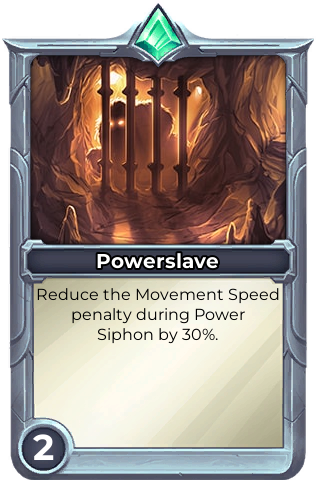 Powerslave
Reduce the Movement Speed
penalty during Power
Siphon by 30%.
2